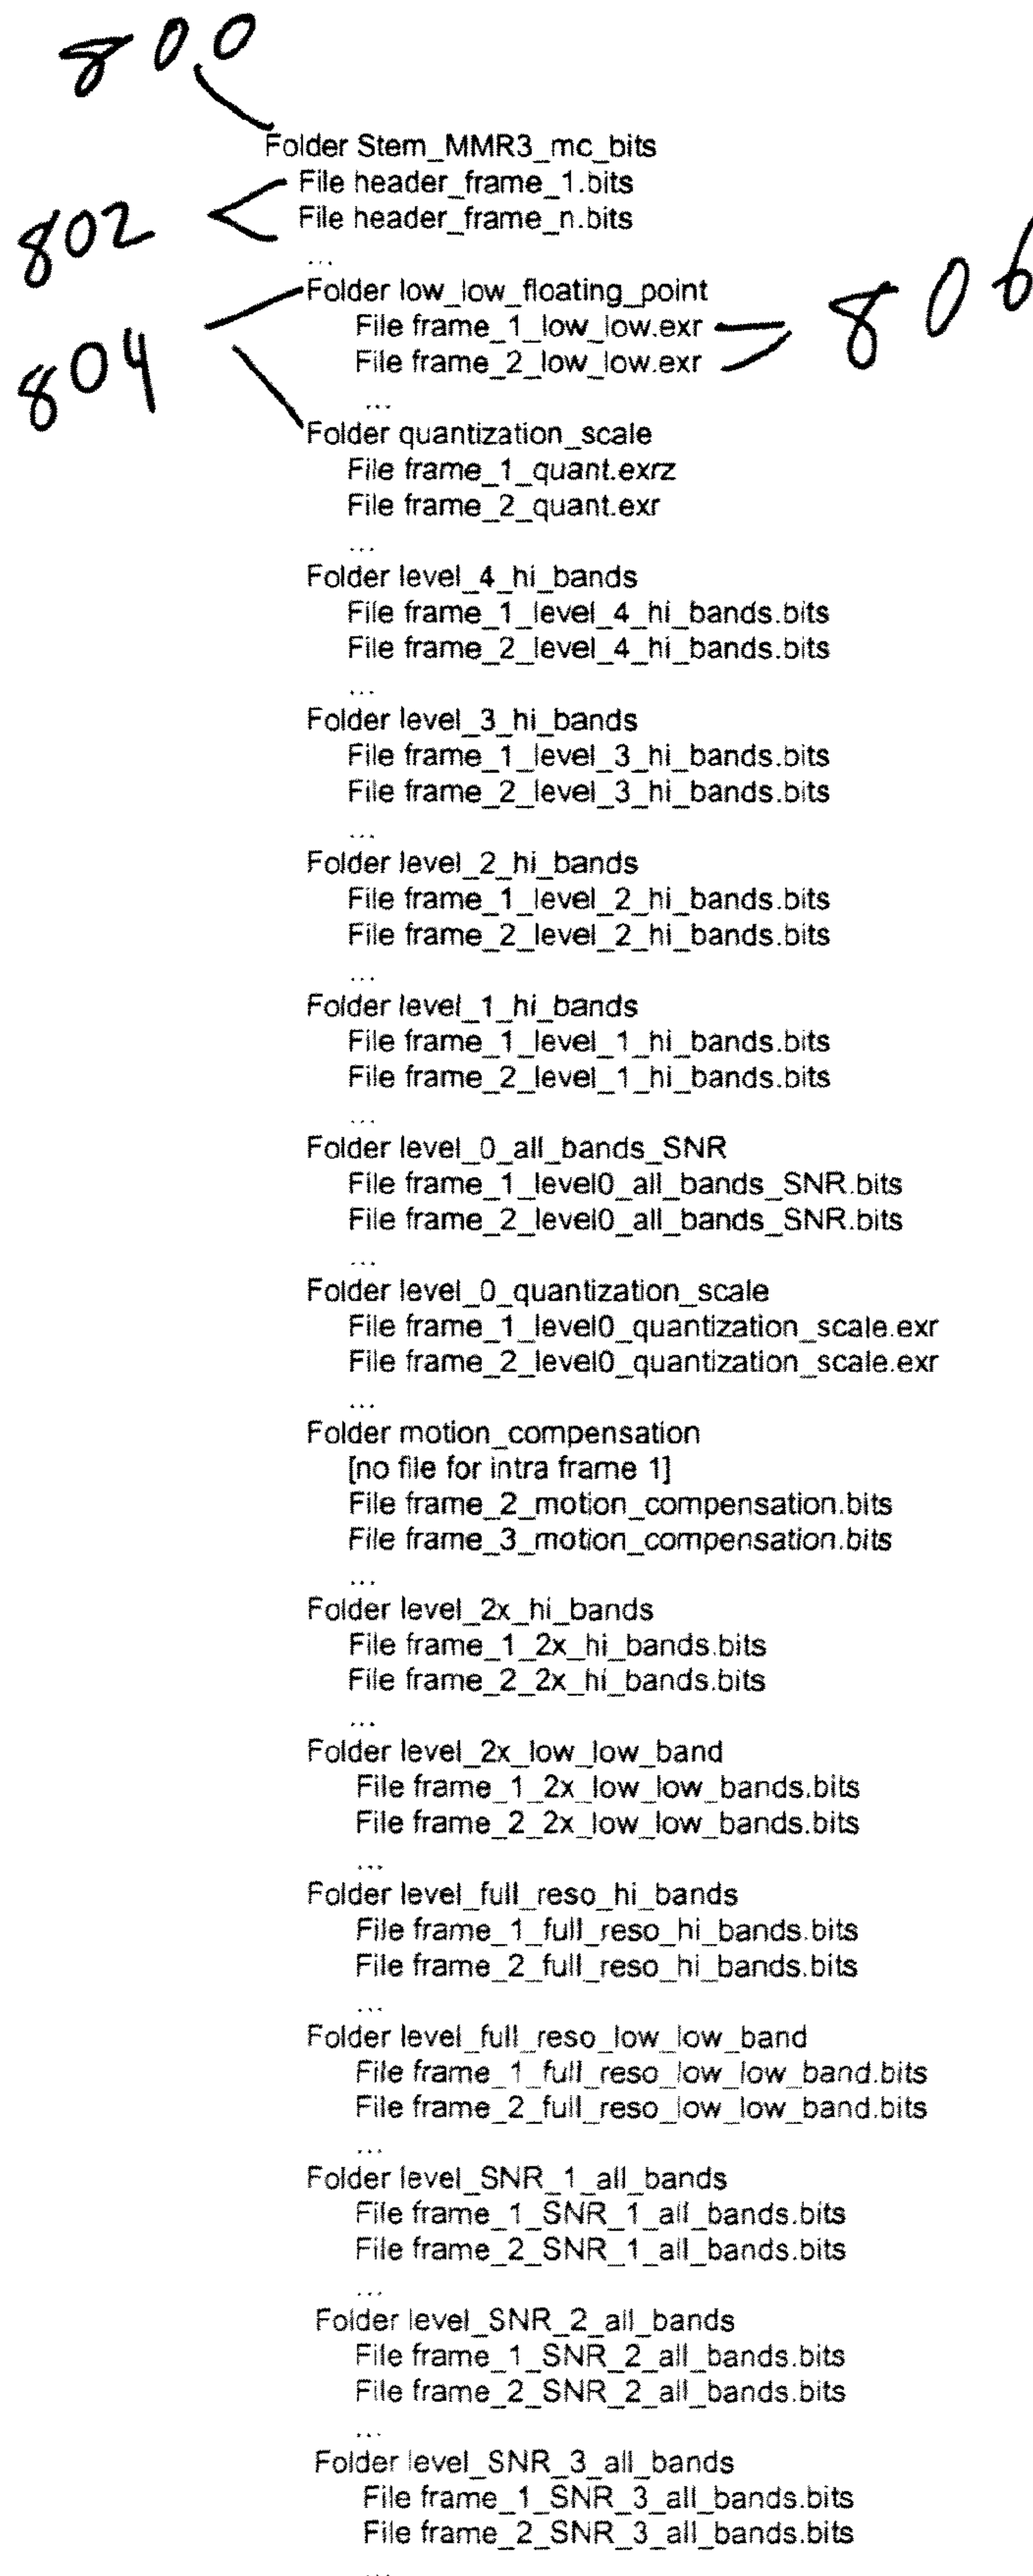 800
Folder Stem_MMR3_mc_bits
File header_frame_1.bits
802
File header_frame_n.bits
...
Folder low_low_floating_point
806
File frame_1_low_low.exr
804
File frame_2_low_low.exr
...
Folder quantization_scale
File frame_1_quant.exrz
File frame_2_quant.exr
...
Folder level_4_hi_bands
File frame_1_level_4_hi_bands.bits
File frame_2_level_4_hi_bands.bits
...
Folder level_3_hi_bands
File frame_1_level_3_hi_bands.bits
File frame_2_level_3_hi_bands.bits
...
Folder level_2_hi_bands
File frame_1_level_2_hi_bands.bits
File frame_2_level_2_hi_bands.bits
...
Folder level_1_hi_bands
File frame_1_level_1_hi_bands.bits
File frame_2_level_1_hi_bands.bits
...
Folder level_0_all_bands_SNR
File frame_1_level0_all_bands_SNR.bits
File frame_2_level0_all_bands_SNR.bits
...
Folder level_0_quantization_scale
File frame_1_level0_quantization_scale.exr
File frame_2_level0_quantization_scale.exr
...
Folder motion_compensation
[no file for intra frame 1]
File frame_2_motion_compensation.bits
File frame_3_motion_compensation.bits
...
Folder level_2x_hi_bands
File frame_1_2x_hi_bands.bits
File frame_2_2x_hi_bands.bits
...
Folder level_2x_low_low_band
File frame_1_2x_low_low_bands.bits
File frame_2_2x_low_low_bands.bits
...
Folder level_full_reso_hi_bands
File frame_1_full_reso_hi_bands.bits
File frame_2_full_reso_hi_bands.bits
...
Folder level_full_reso_low_low_band
File frame_1_full_reso_low_low_band.bits
File frame_2_full_reso_low_low_band.bits
...
Folder level_SNR_1_all_bands
File frame_1_SNR_1_all_bands.bits
File frame_2_SNR_1_all_bands.bits
...
Folder level_SNR_2_all_bands
File frame_1_SNR_2_all_bands.bits
File frame_2_SNR_2_all_bands.bits
...
Folder level_SNR_3_all_bands
File frame_1_SNR_3_all_bands.bits
File frame_2_SNR_3_all_bands.bits
...